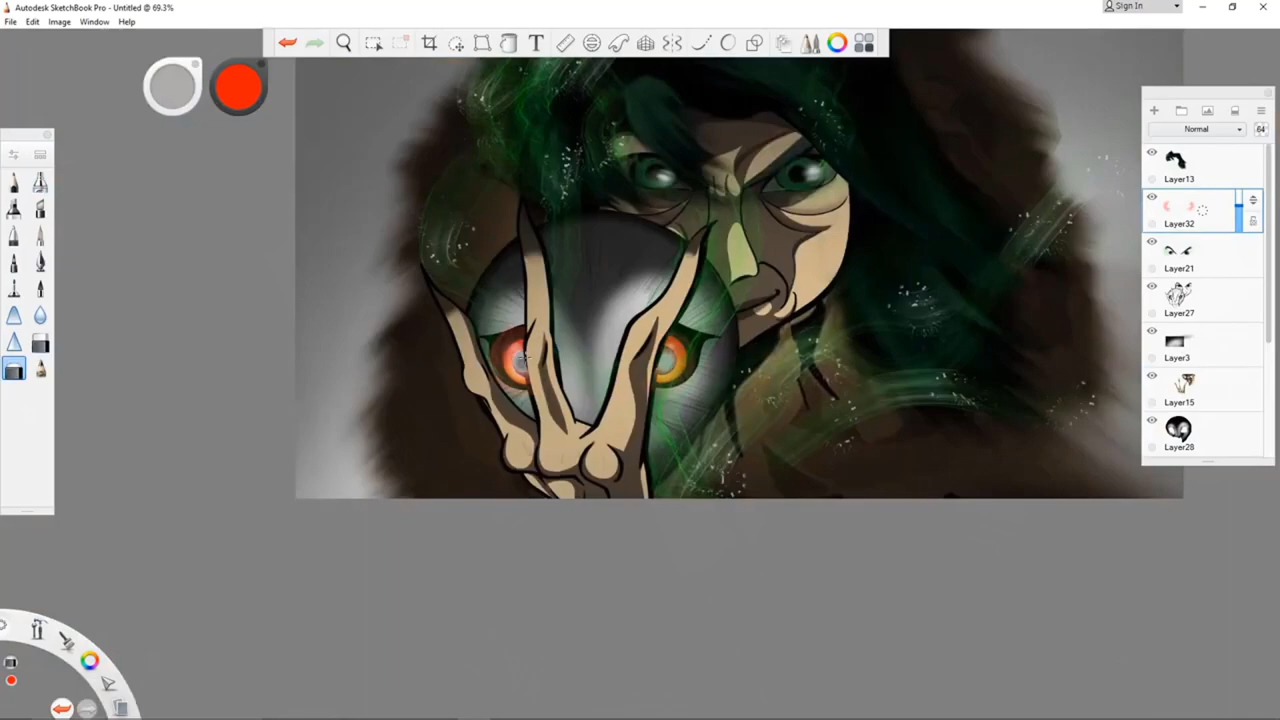 Autodesk SketchBook Pro - Untitled @ 69.3%
Sign In
File Edit Image Window Help
T
Normal
64
Layer13
Layer32
Layer21
Layer27
Layer3
Layer15
Layer28